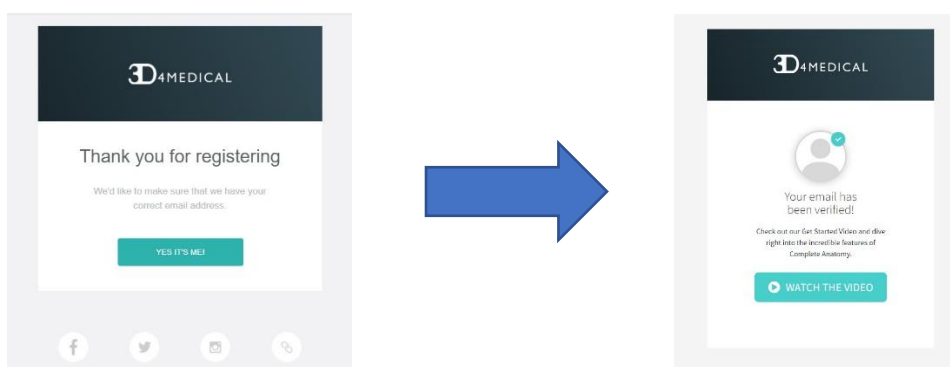 3D4MEDICAL
Thank you for registering
We'd like to make sure that we have your
correct email address.
YES IT'S ME!
3D4MEDICAL
Your email has
been verified!
Check out our Get Started Video and dive
right into the incredible features of
Complete Anatomy.
WATCH THE VIDEO